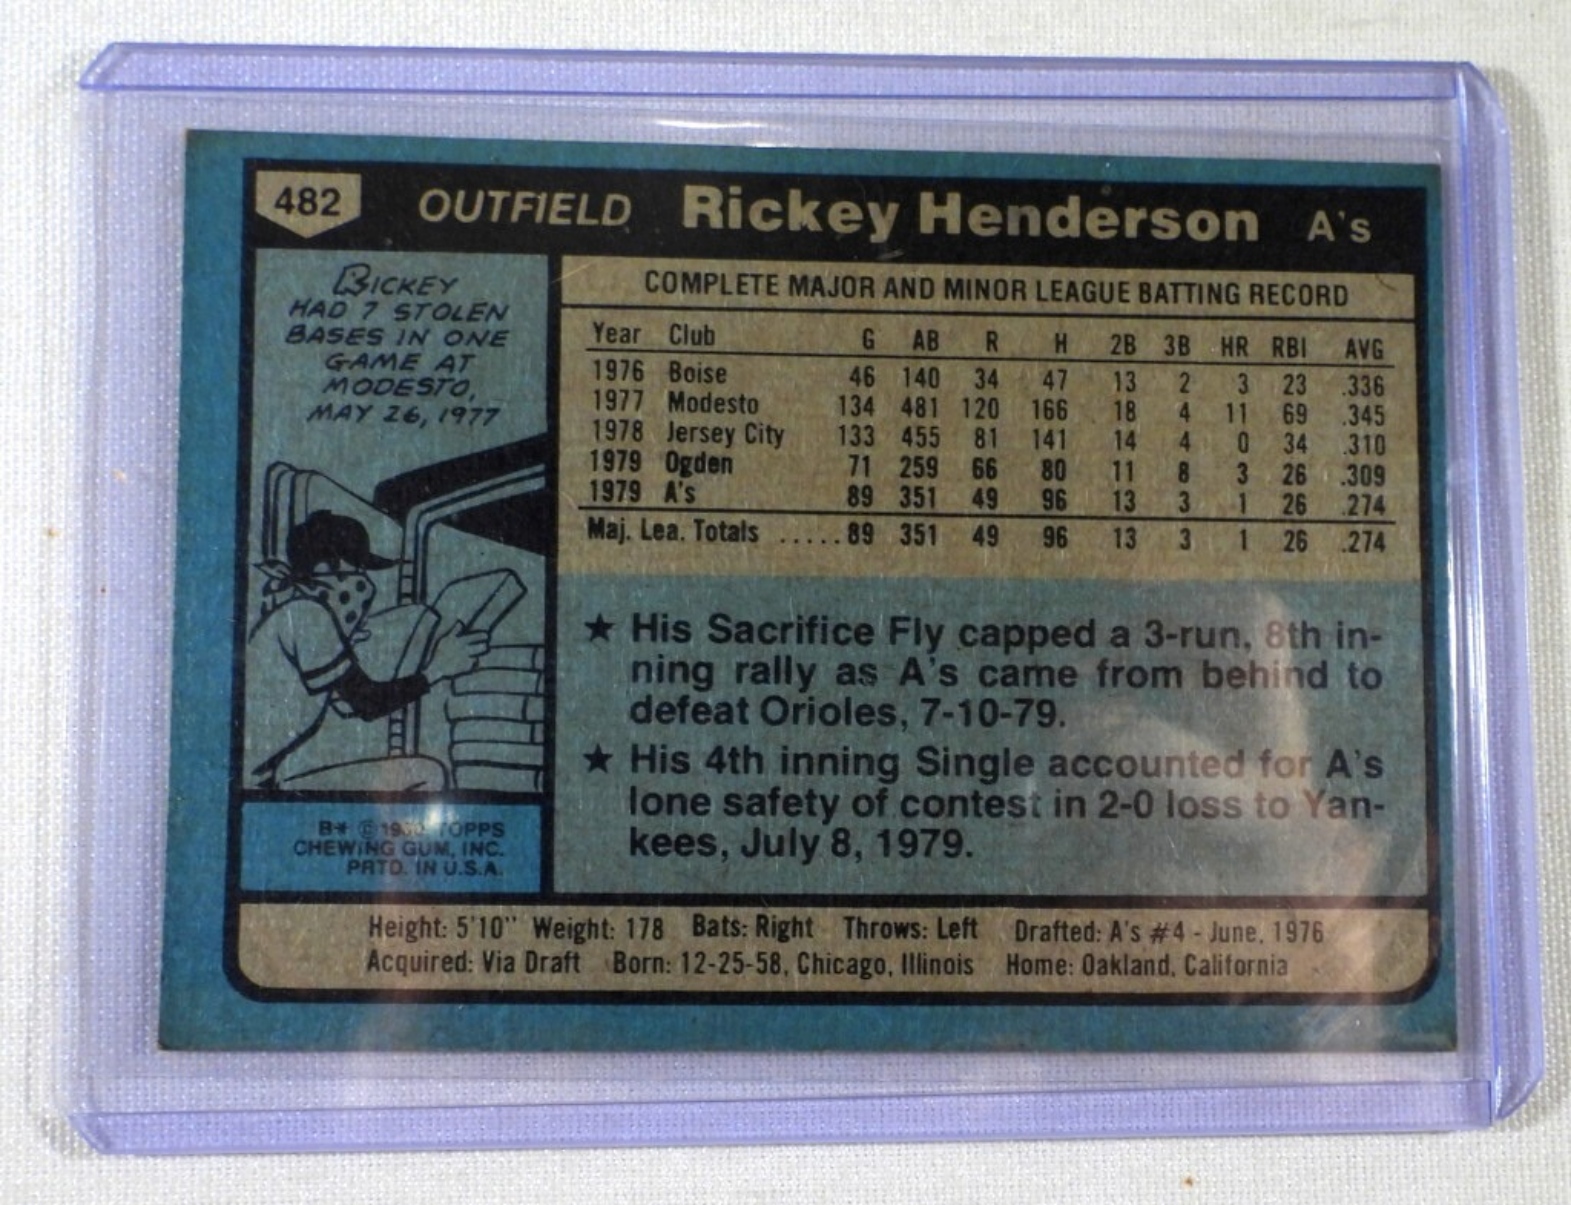 482 OUTFIELD Rickey Henderson A's
RICKEY
HAD 7 STOLEN
BASES IN ONE
GAME AT
MODESTO,
MAY 26, 1977
COMPLETE MAJOR AND MINOR LEAGUE BATTING RECORD
Year Club G AB R H 2B 3B HR RBI AVG
1976 Boise 46 140 34 47 13 2 3 23 .336
1977 Modesto 134 481 120 166 18 4 11 69 .345
1978 Jersey City 133 455 81 141 14 4 0 34 .310
1979 Ogden 71 259 66 80 11 8 3 26 .309
1979 A's 89 351 49 96 13 3 1 26 .274
Maj. Lea. Totals .....89 351 49 96 13 3 1 26 .274
★ His Sacrifice Fly capped a 3-run, 8th in-
ning rally as A's came from behind to
defeat Orioles, 7-10-79.
★ His 4th inning Single accounted for A's
lone safety of contest in 2-0 loss to Yan-
kees, July 8, 1979.
B* © 1980 TOPPS
CHEWING GUM, INC.
PRTD. IN U.S.A.
Height: 5'10" Weight: 178 Bats: Right Throws: Left Drafted: A's #4 - June, 1976
Acquired: Via Draft Born: 12-25-58, Chicago, Illinois Home: Oakland, California